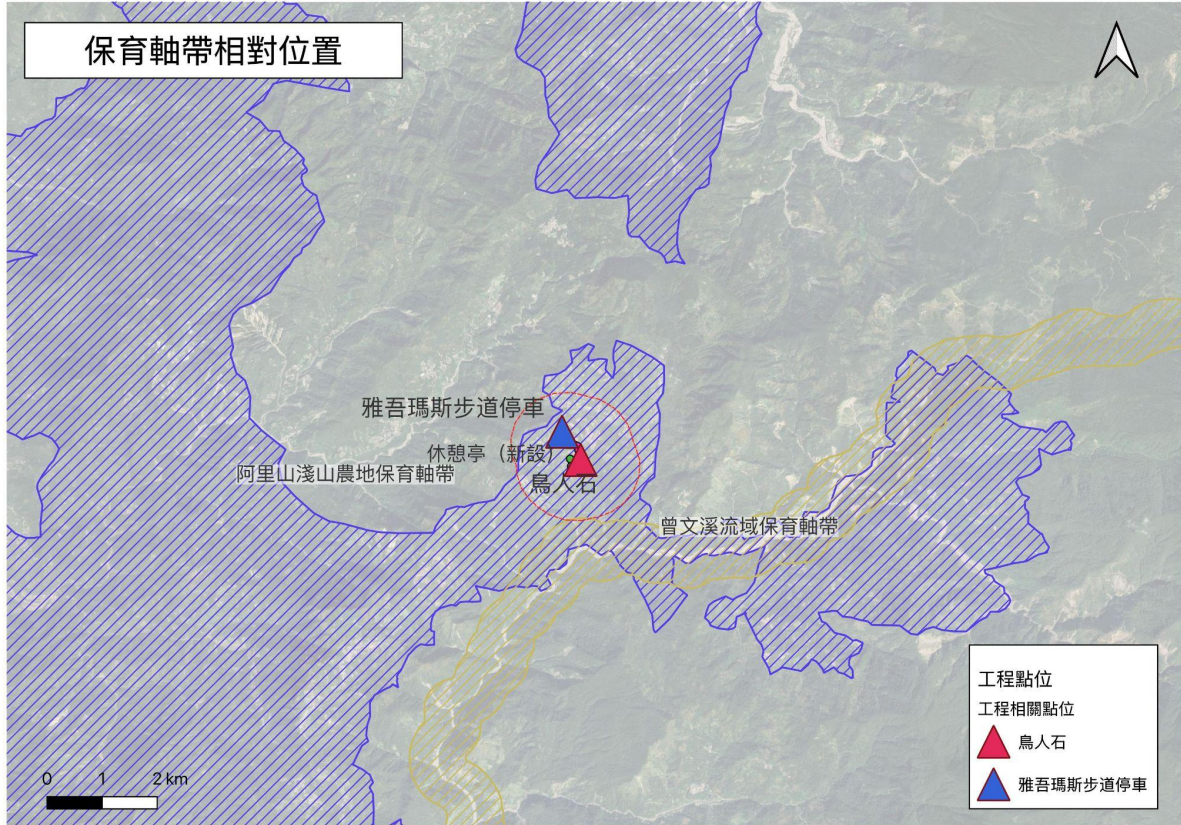 保育軸帶相對位置
雅吾瑪斯步道停車
休憩亭（新設）
阿里山淺山農地保育軸帶
鳥人石
曾文溪流域保育軸帶
工程點位
工程相關點位
鳥人石
雅吾瑪斯步道停車
0 1 2 km